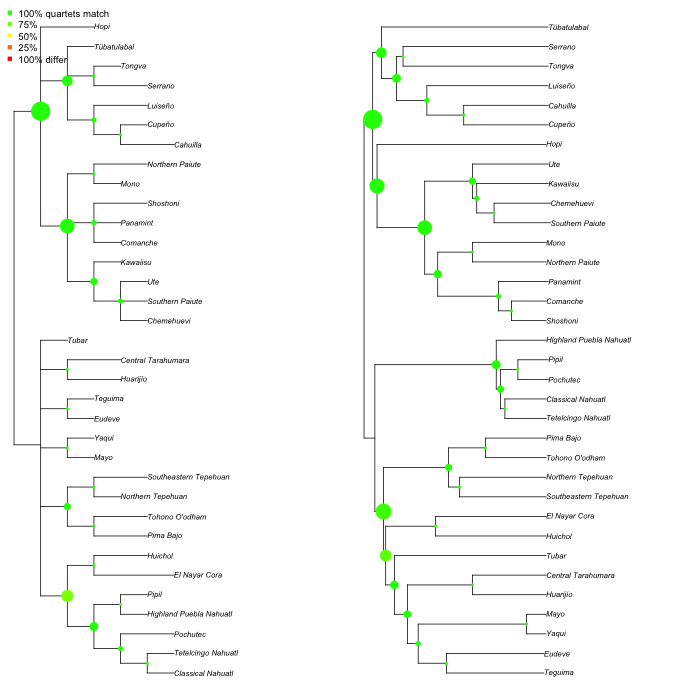 100% quartets match
75%
50%
25%
100% differ
Hopi
Tübatulabal
Tongva
Serrano
Luiseño
Cupeño
Cahuilla
Northern Paiute
Mono
Shoshoni
Panamint
Comanche
Kawaiisu
Ute
Southern Paiute
Chemehuevi
Tubar
Central Tarahumara
Huarijio
Teguima
Eudeve
Yaqui
Mayo
Southeastern Tepehuan
Northern Tepehuan
Tohono O'odham
Pima Bajo
Huichol
El Nayar Cora
Pipil
Highland Puebla Nahuatl
Pochutec
Tetelcingo Nahuatl
Classical Nahuatl
Tübatulabal
Serrano
Tongva
Luiseño
Cahuilla
Cupeño
Hopi
Ute
Kawaiisu
Chemehuevi
Southern Paiute
Mono
Northern Paiute
Panamint
Comanche
Shoshoni
Highland Puebla Nahuatl
Pipil
Pochutec
Classical Nahuatl
Tetelcingo Nahuatl
Pima Bajo
Tohono O'odham
Northern Tepehuan
Southeastern Tepehuan
El Nayar Cora
Huichol
Tubar
Central Tarahumara
Huarijio
Mayo
Yaqui
Eudeve
Teguima